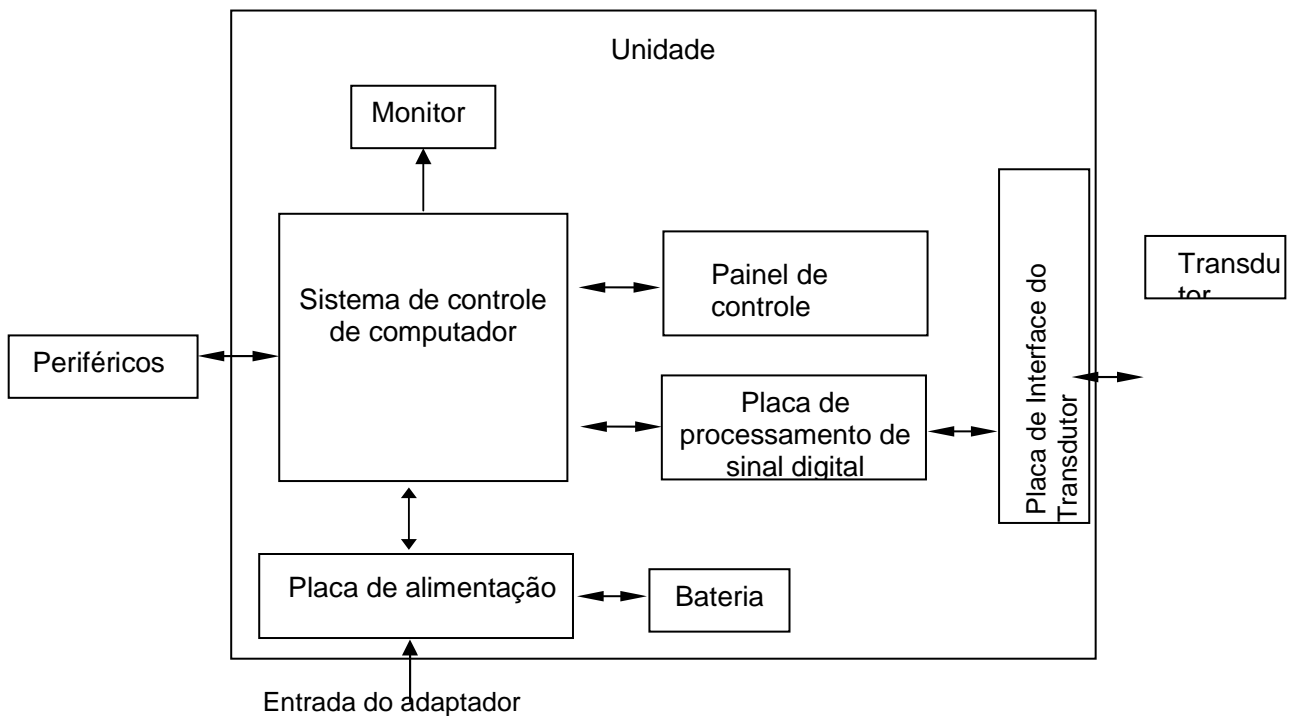 Unidade
Monitor
Sistema de controle
de computador
Painel de
controle
Periféricos
Placa de
processamento de
sinal digital
Placa de Interface do
Transdutor
Transdu
tor
Placa de alimentação
Bateria
Entrada do adaptador